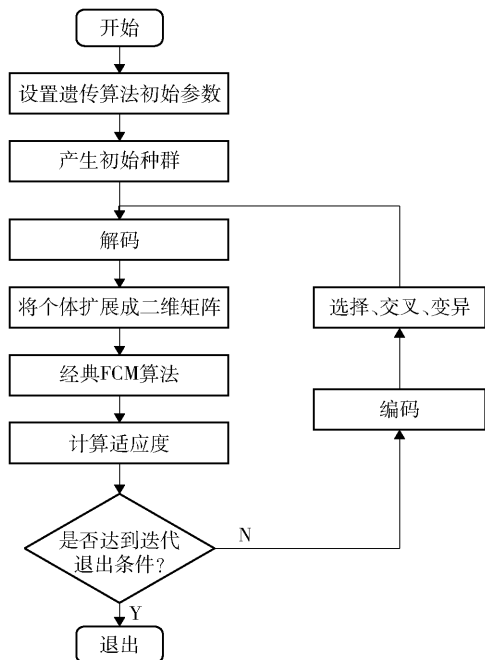 开始
设置遗传算法初始参数
产生初始种群
解码
将个体扩展成二维矩阵
经典FCM算法
计算适应度
是否达到迭代
退出条件?
N
Y
退出
编码
选择、交叉、变异